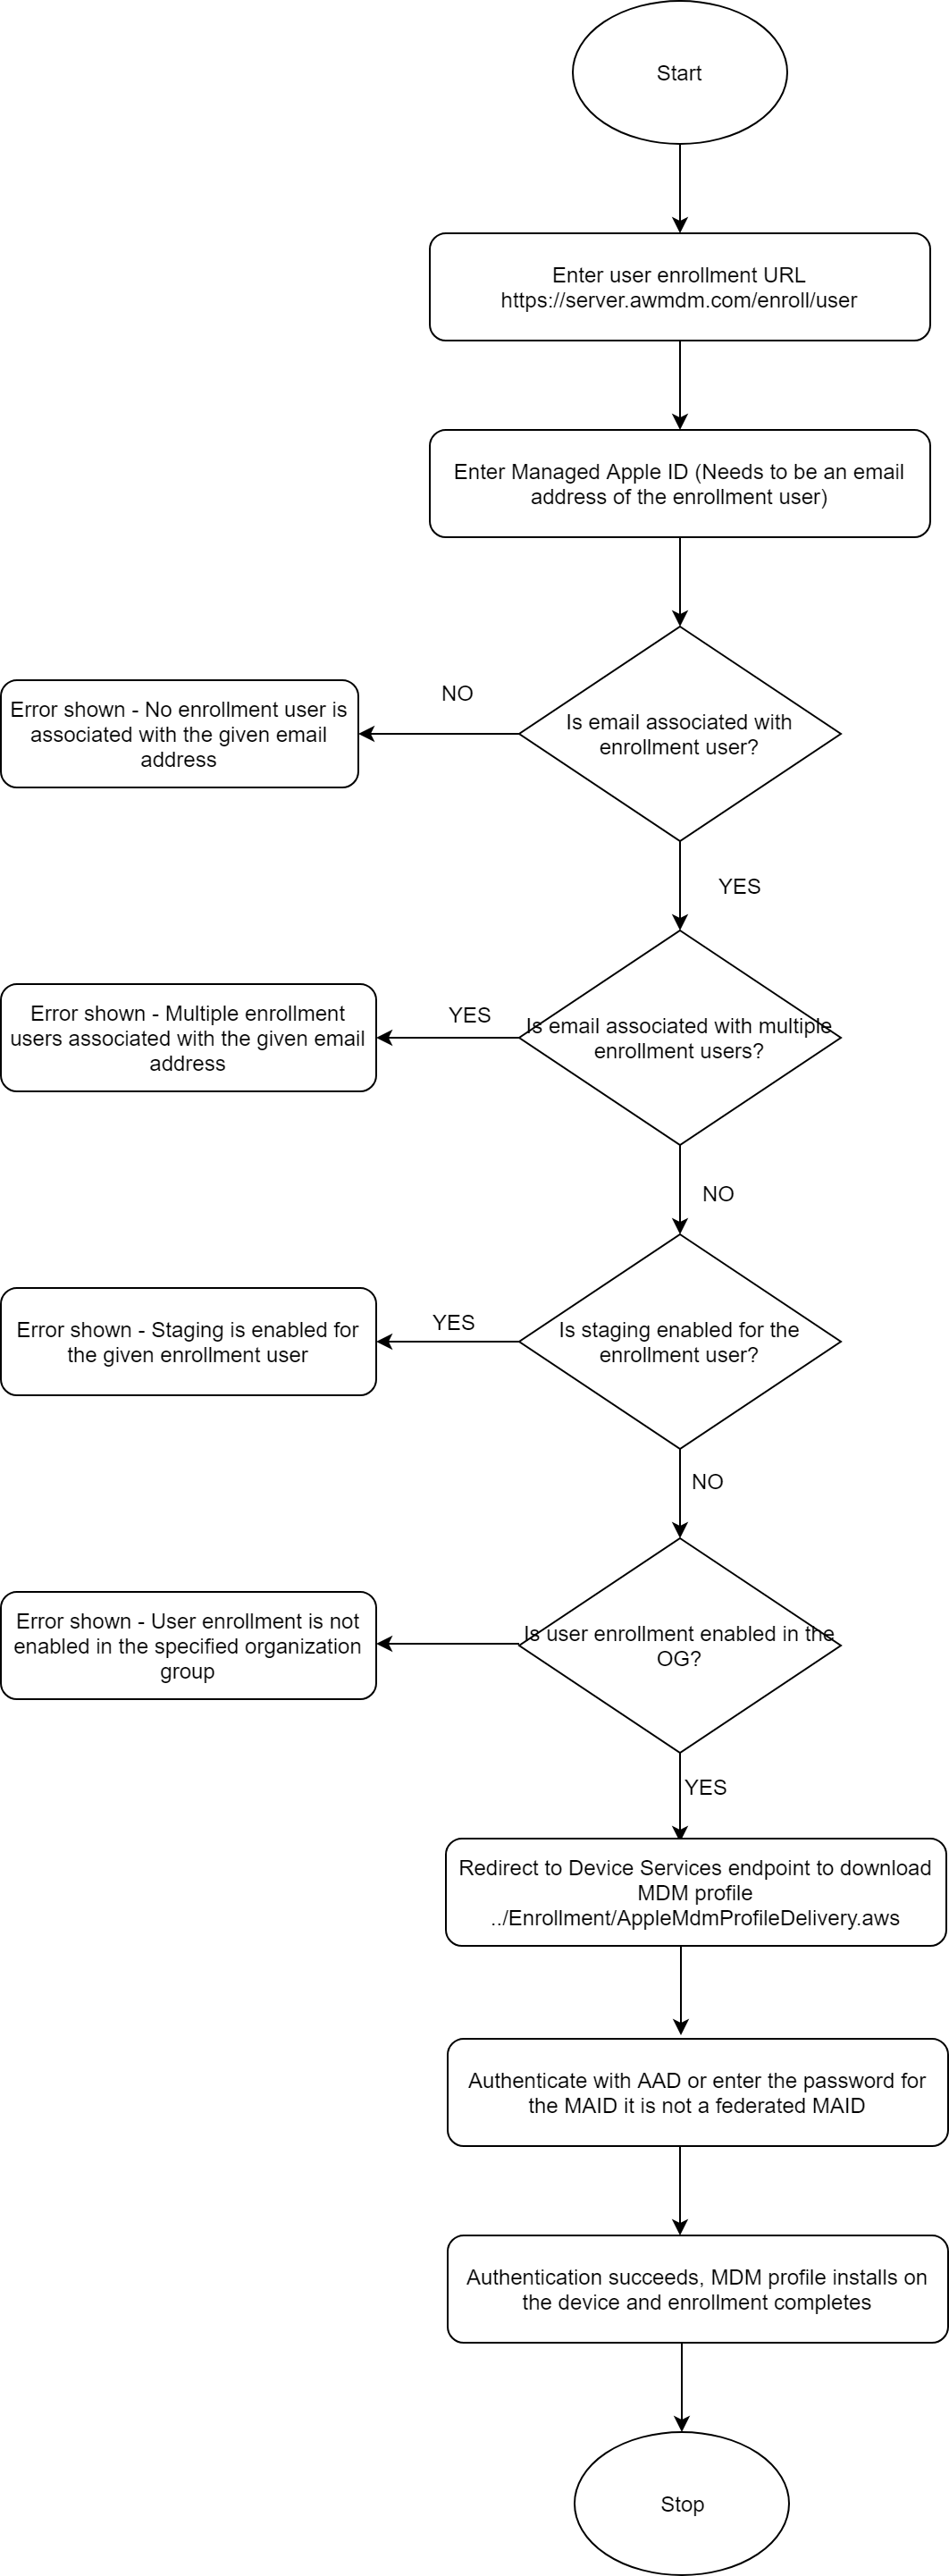 Start
Enter user enrollment URL
https://server.awmdm.com/enroll/user
Enter Managed Apple ID (Needs to be an email
address of the enrollment user)
Is email associated with
enrollment user?
NO
Error shown - No enrollment user is
associated with the given email
address
YES
Is email associated with multiple
enrollment users?
YES
Error shown - Multiple enrollment
users associated with the given email
address
NO
Is staging enabled for the
enrollment user?
YES
Error shown - Staging is enabled for
the given enrollment user
NO
Is user enrollment enabled in the
OG?
Error shown - User enrollment is not
enabled in the specified organization
group
YES
Redirect to Device Services endpoint to download
MDM profile
../Enrollment/AppleMdmProfileDelivery.aws
Authenticate with AAD or enter the password for
the MAID it is not a federated MAID
Authentication succeeds, MDM profile installs on
the device and enrollment completes
Stop